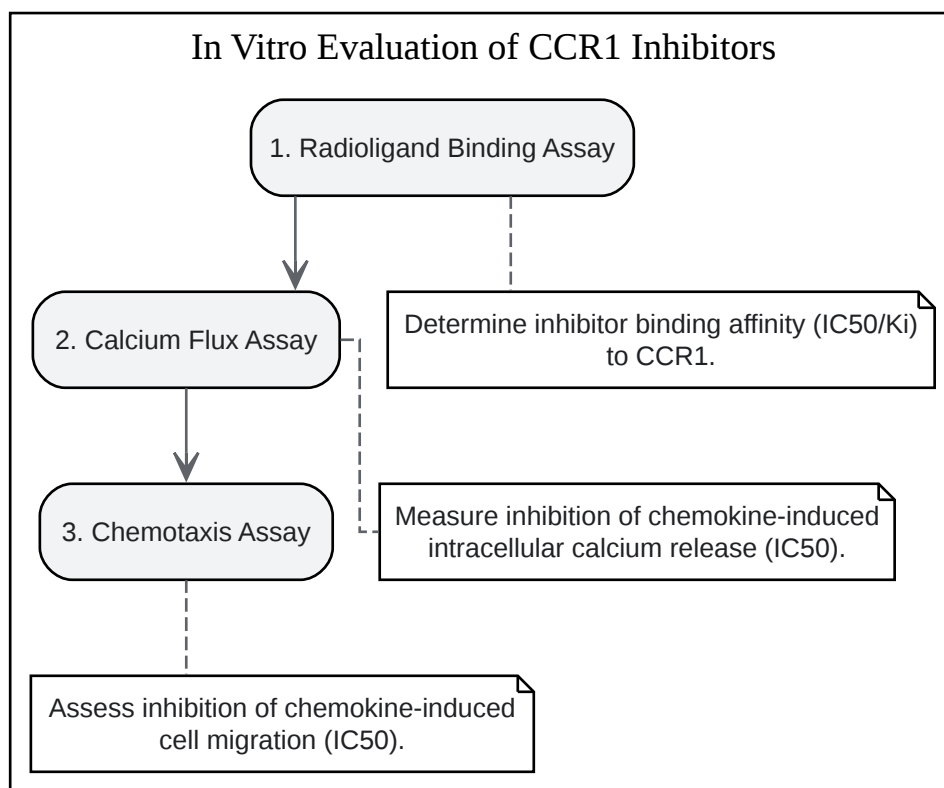 In Vitro Evaluation of CCR1 Inhibitors
1. Radioligand Binding Assay
2. Calcium Flux Assay
Determine inhibitor binding affinity (IC50/Ki)
to CCR1.
3. Chemotaxis Assay
Measure inhibition of chemokine-induced
intracellular calcium release (IC50).
Assess inhibition of chemokine-induced
cell migration (IC50).